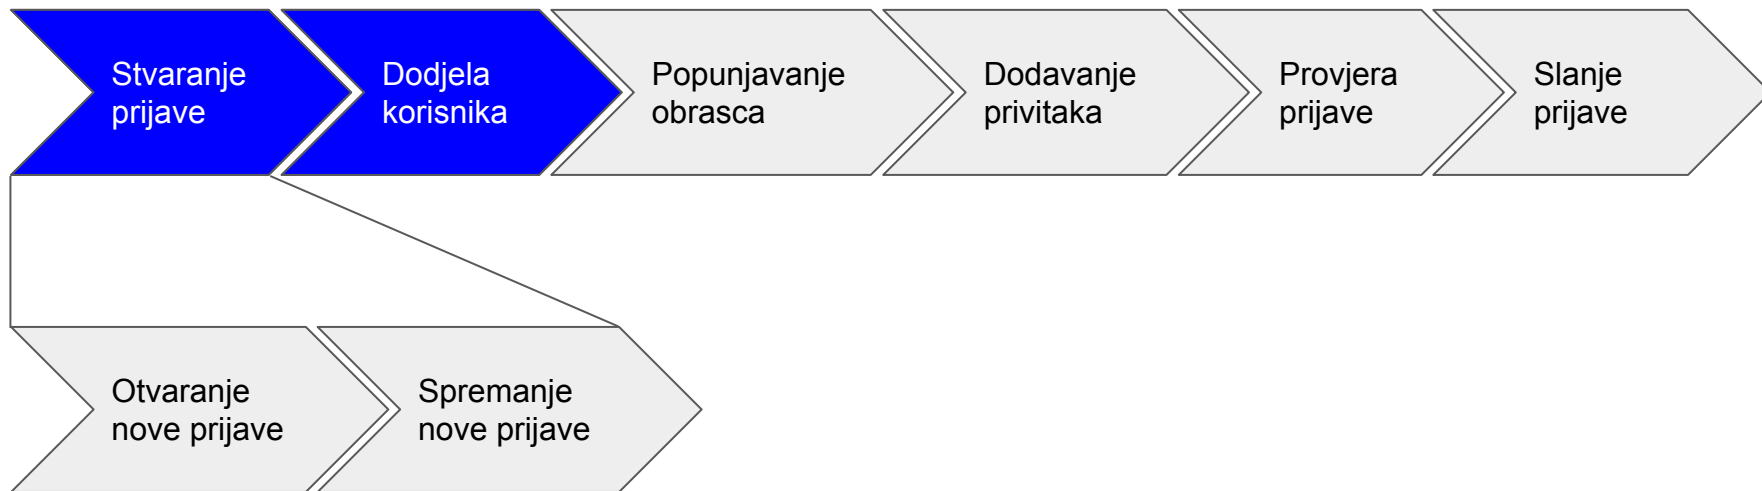 Stvaranje
prijave
Dodjela
korisnika
Popunjavanje
obrasca
Dodavanje
privitaka
Provjera
prijave
Slanje
prijave
Otvaranje
nove prijave
Spremanje
nove prijave